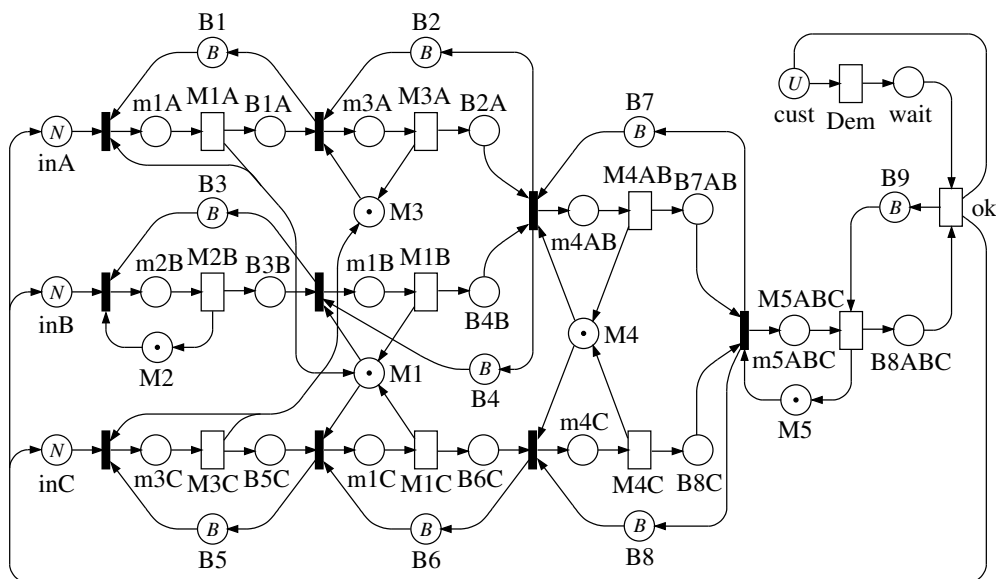 B1
B2
B
B
m1A
M1A
B1A
m3A
M3A
B2A
U
cust
Dem
wait
B7
B
N
inA
B3
B
M3
M4AB
B7AB
m4AB
B9
B
ok
m2B
M2B
B3B
m1B
M1B
N
inB
B4B
M4
M5ABC
m5ABC
B8ABC
M2
M1
B
B4
M5
N
inC
m3C
M3C
B5C
m1C
M1C
B6C
m4C
M4C
B8C
B
B5
B
B6
B
B8